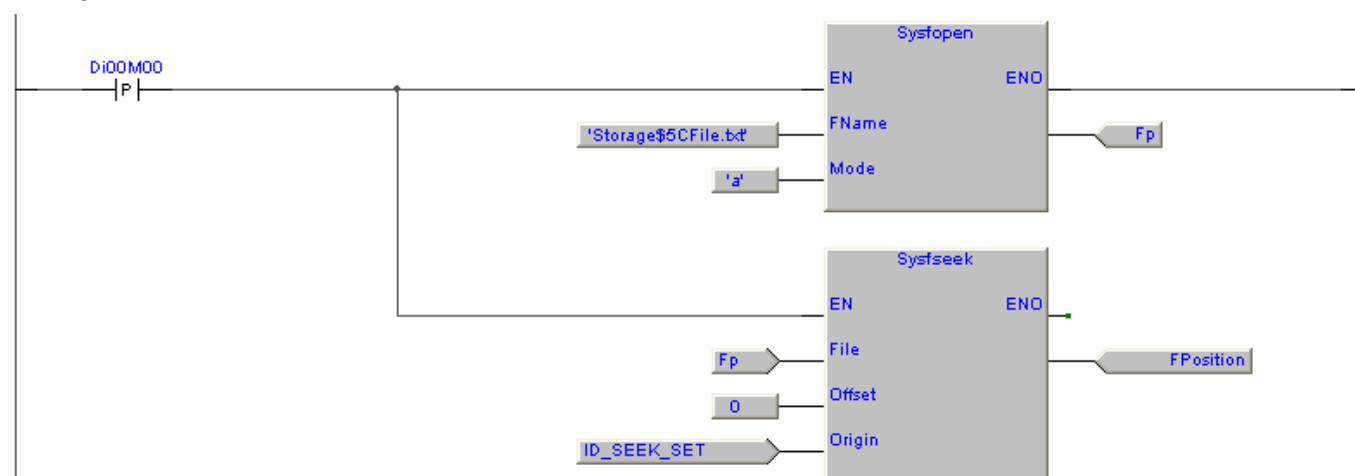 Sysfopen
Di00M00
P
EN ENO
'Storage$5CFile.txt' FName Fp
'a' Mode
Sysfseek
EN ENO
Fp File FPosition
0 Offset
ID_SEEK_SET Origin